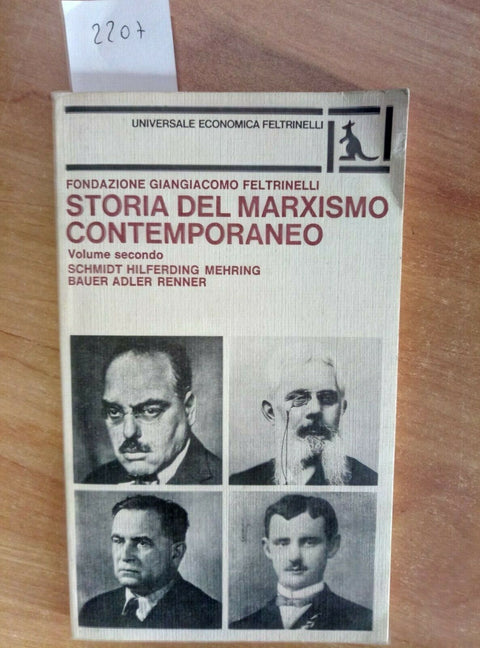 2207
UNIVERSALE ECONOMICA FELTRINELLI
FONDAZIONE GIANGIACOMO FELTRINELLI
STORIA DEL MARXISMO
CONTEMPORANEO
Volume secondo
SCHMIDT HILFERDING MEHRING
BAUER ADLER RENNER